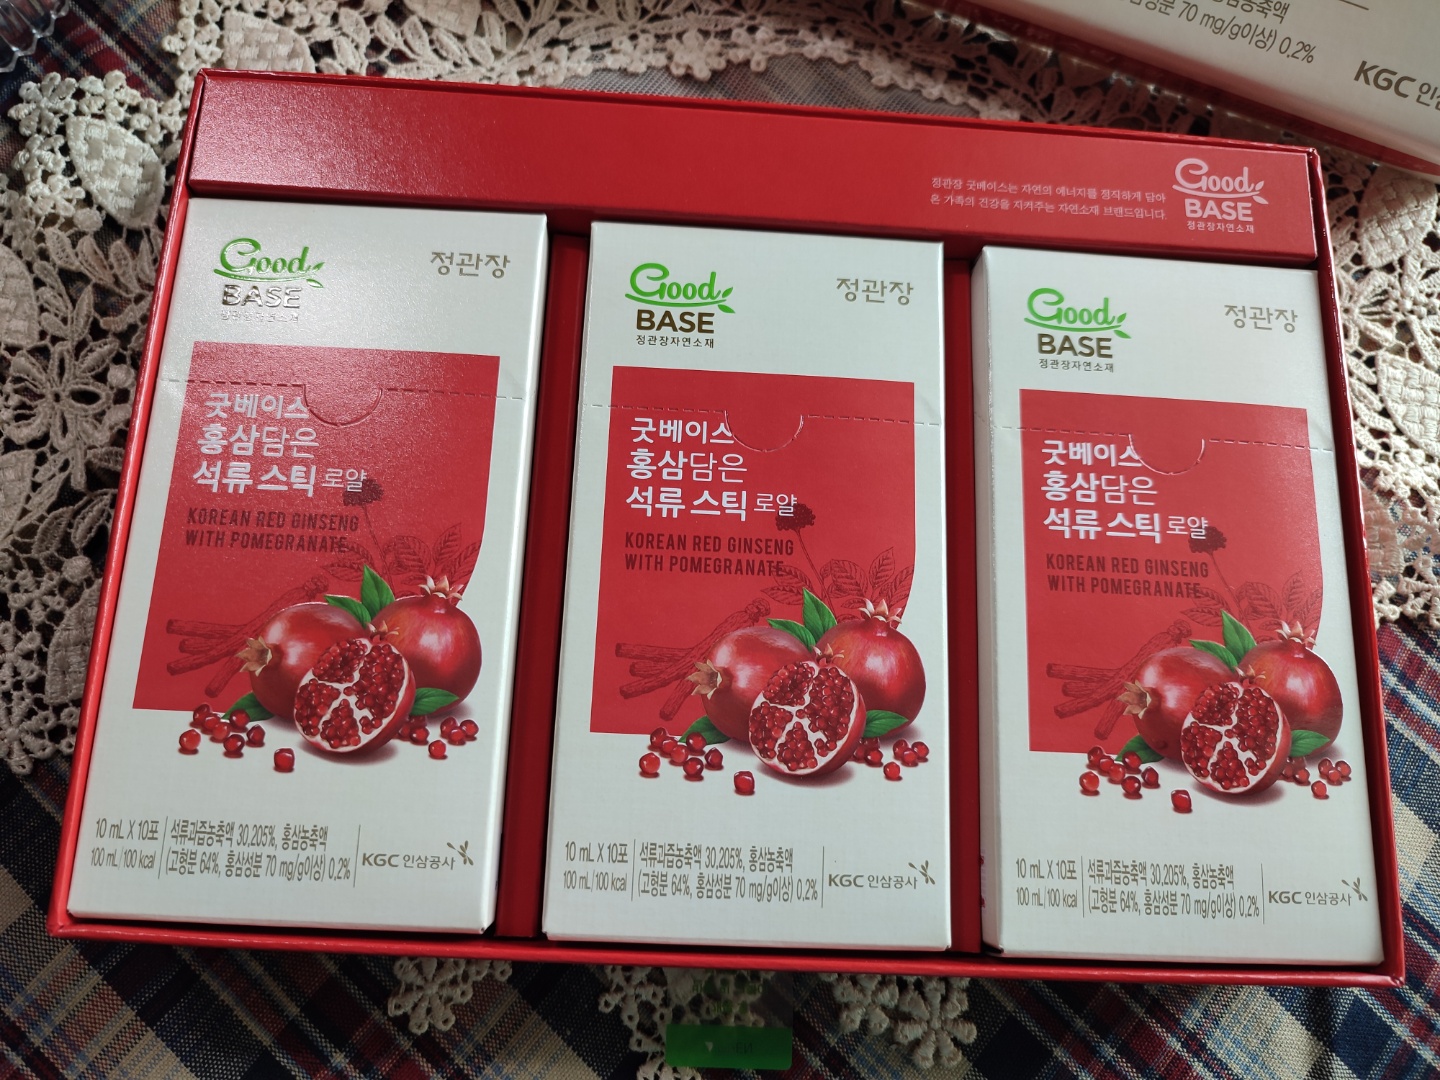 축액
성분 70 mg/g이상) 0.2%
KGC
정관장 굿베이스는 자연의 에너지를 정직하게 담아
온 가족의 건강을 지켜주는 자연소재 브랜드입니다.
Good
BASE
정관장자연소재
Good
BASE
정관장자연소재
정관장
굿베이스
홍삼담은
석류 스틱 로얄
KOREAN RED GINSENG
WITH POMEGRANATE
10 mL X 10포
100 mL/100 kcal
석류과즙농축액 30.205%, 홍삼농축액
(고형분 64%, 홍삼성분 70 mg/g이상) 0.2%
KGC 인삼공사
Good
BASE
정관장자연소재
정관장
굿베이스
홍삼담은
석류 스틱 로얄
KOREAN RED GINSENG
WITH POMEGRANATE
10 mL X 10포
100 mL/100 kcal
석류과즙농축액 30.205%, 홍삼농축액
(고형분 64%, 홍삼성분 70 mg/g이상) 0.2%
KGC 인삼공사
Good
BASE
정관장자연소재
정관장
굿베이스
홍삼담은
석류 스틱 로얄
KOREAN RED GINSENG
WITH POMEGRANATE
10 mL X 10포
100 mL/100 kcal
석류과즙농축액 30.205%, 홍삼농축액
(고형분 64%, 홍삼성분 70 mg/g이상) 0.2%
KGC 인삼공사